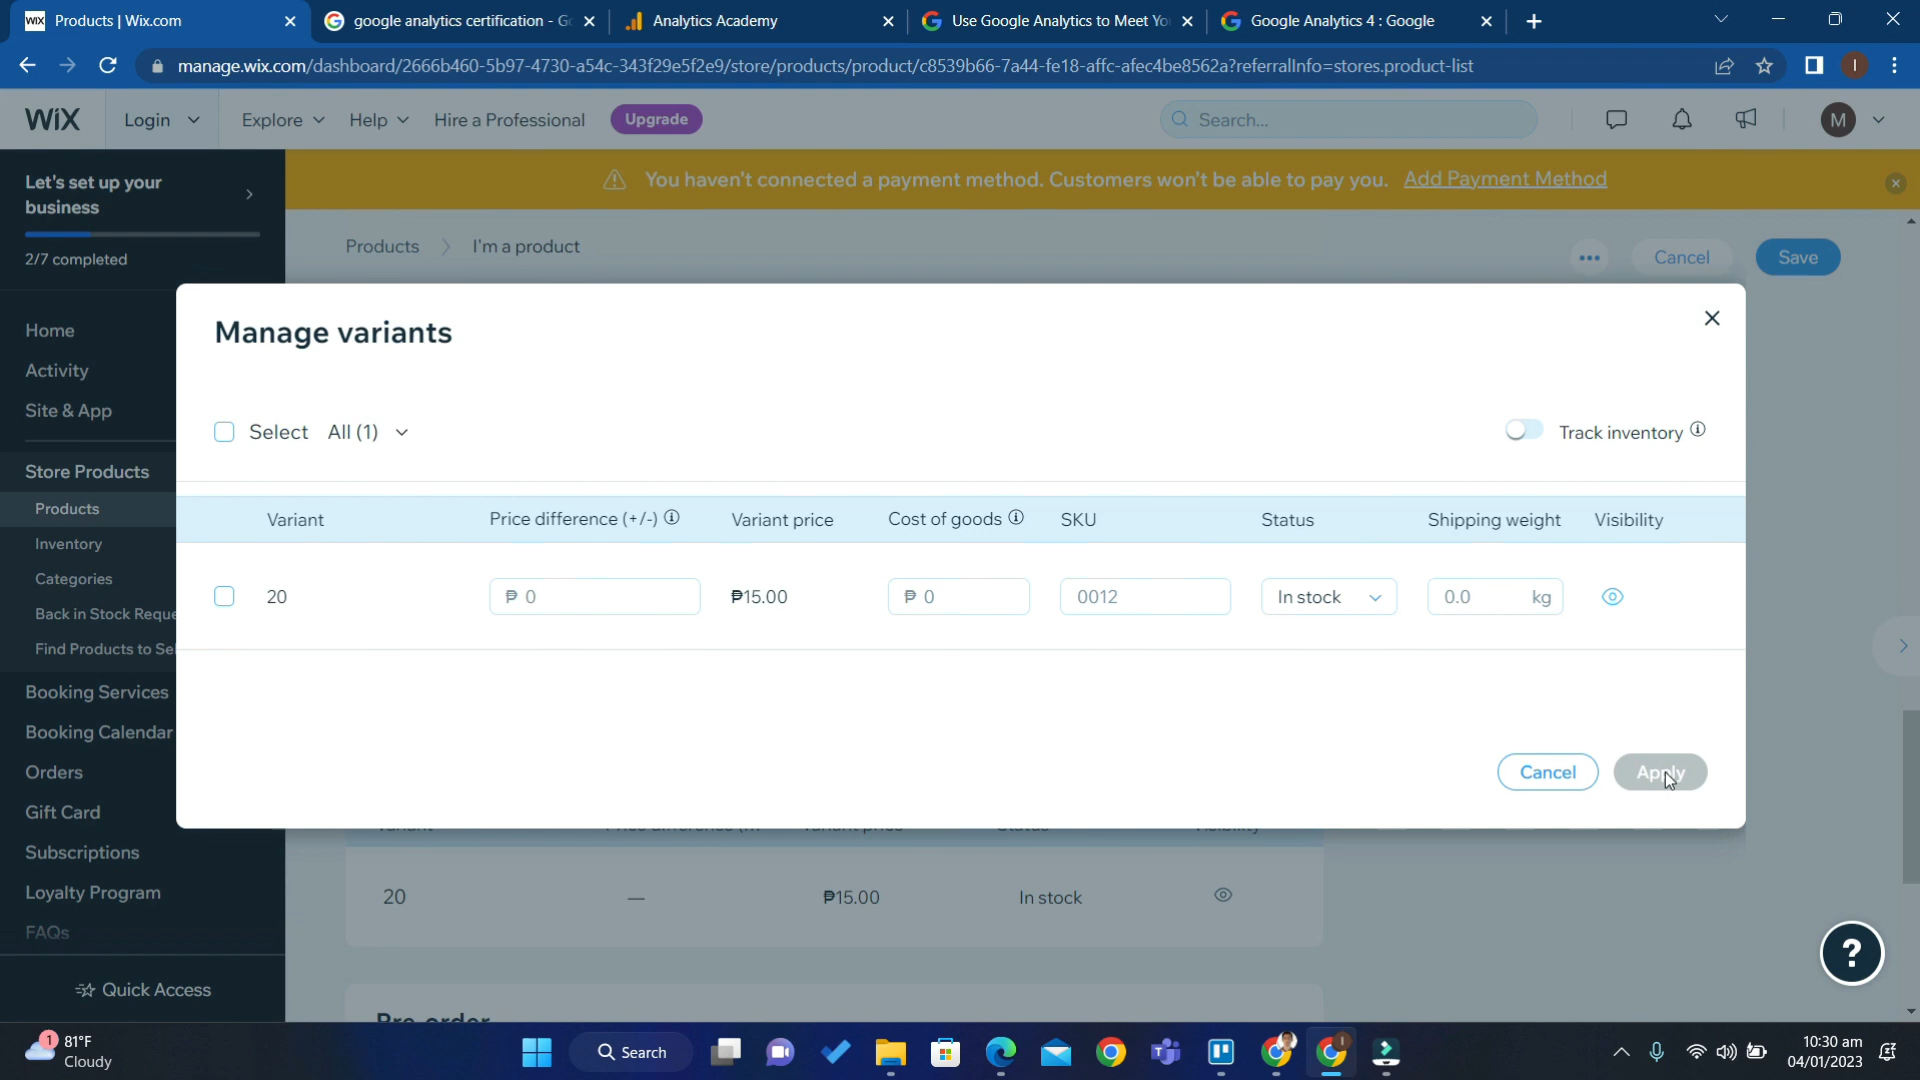 Products | Wix.com
google analytics certification - G
Analytics Academy
Use Google Analytics to Meet Yo
Google Analytics 4 : Google
manage.wix.com/dashboard/2666b460-5b97-4730-a54c-343f29e5f2e9/store/products/product/c8539b66-7a44-fe18-affc-afec4be8562a?referralInfo=stores.product-list
I
WiX
Login
Explore
Help
Hire a Professional
Upgrade
Search...
M
Let's set up your
business
2/7 completed
You haven't connected a payment method. Customers won't be able to pay you. Add Payment Method
Products
I'm a product
Cancel
Save
Home
Activity
Site & App
Store Products
Products
Inventory
Categories
Back in Stock Reque
Find Products to Sel
Booking Services
Booking Calendar
Orders
Gift Card
Subscriptions
Loyalty Program
FAQs
Quick Access
Manage variants
Select All (1)
Track inventory
Variant
Price difference (+/-)
Variant price
Cost of goods
SKU
Status
Shipping weight
Visibility
20
₱ 0
₱15.00
₱ 0
0012
In stock
0.0 kg
Cancel
Apply
20
—
₱15.00
In stock
Pre-order
?
1
81°F
Cloudy
Search
10:30 am
04/01/2023